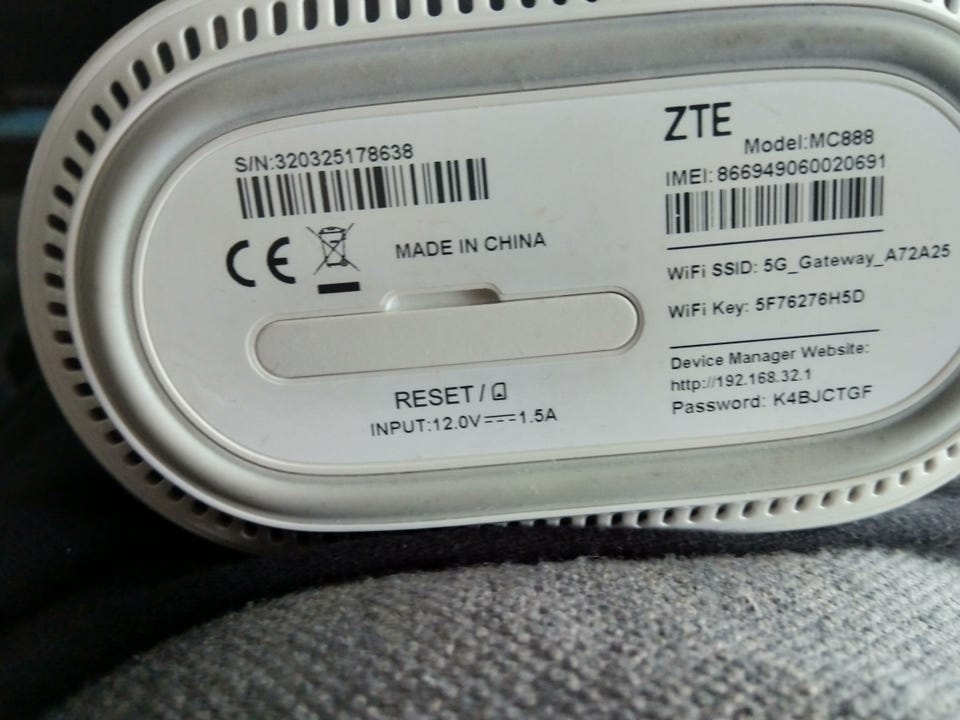 S/N:320325178638
MADE IN CHINA
RESET /
INPUT:12.0V⎓1.5A
ZTE
Model:MC888
IMEI: 866949060020691
WiFi SSID: 5G_Gateway_A72A25
WiFi Key: 5F76276H5D
Device Manager Website:
http://192.168.32.1
Password: K4BJCTGF